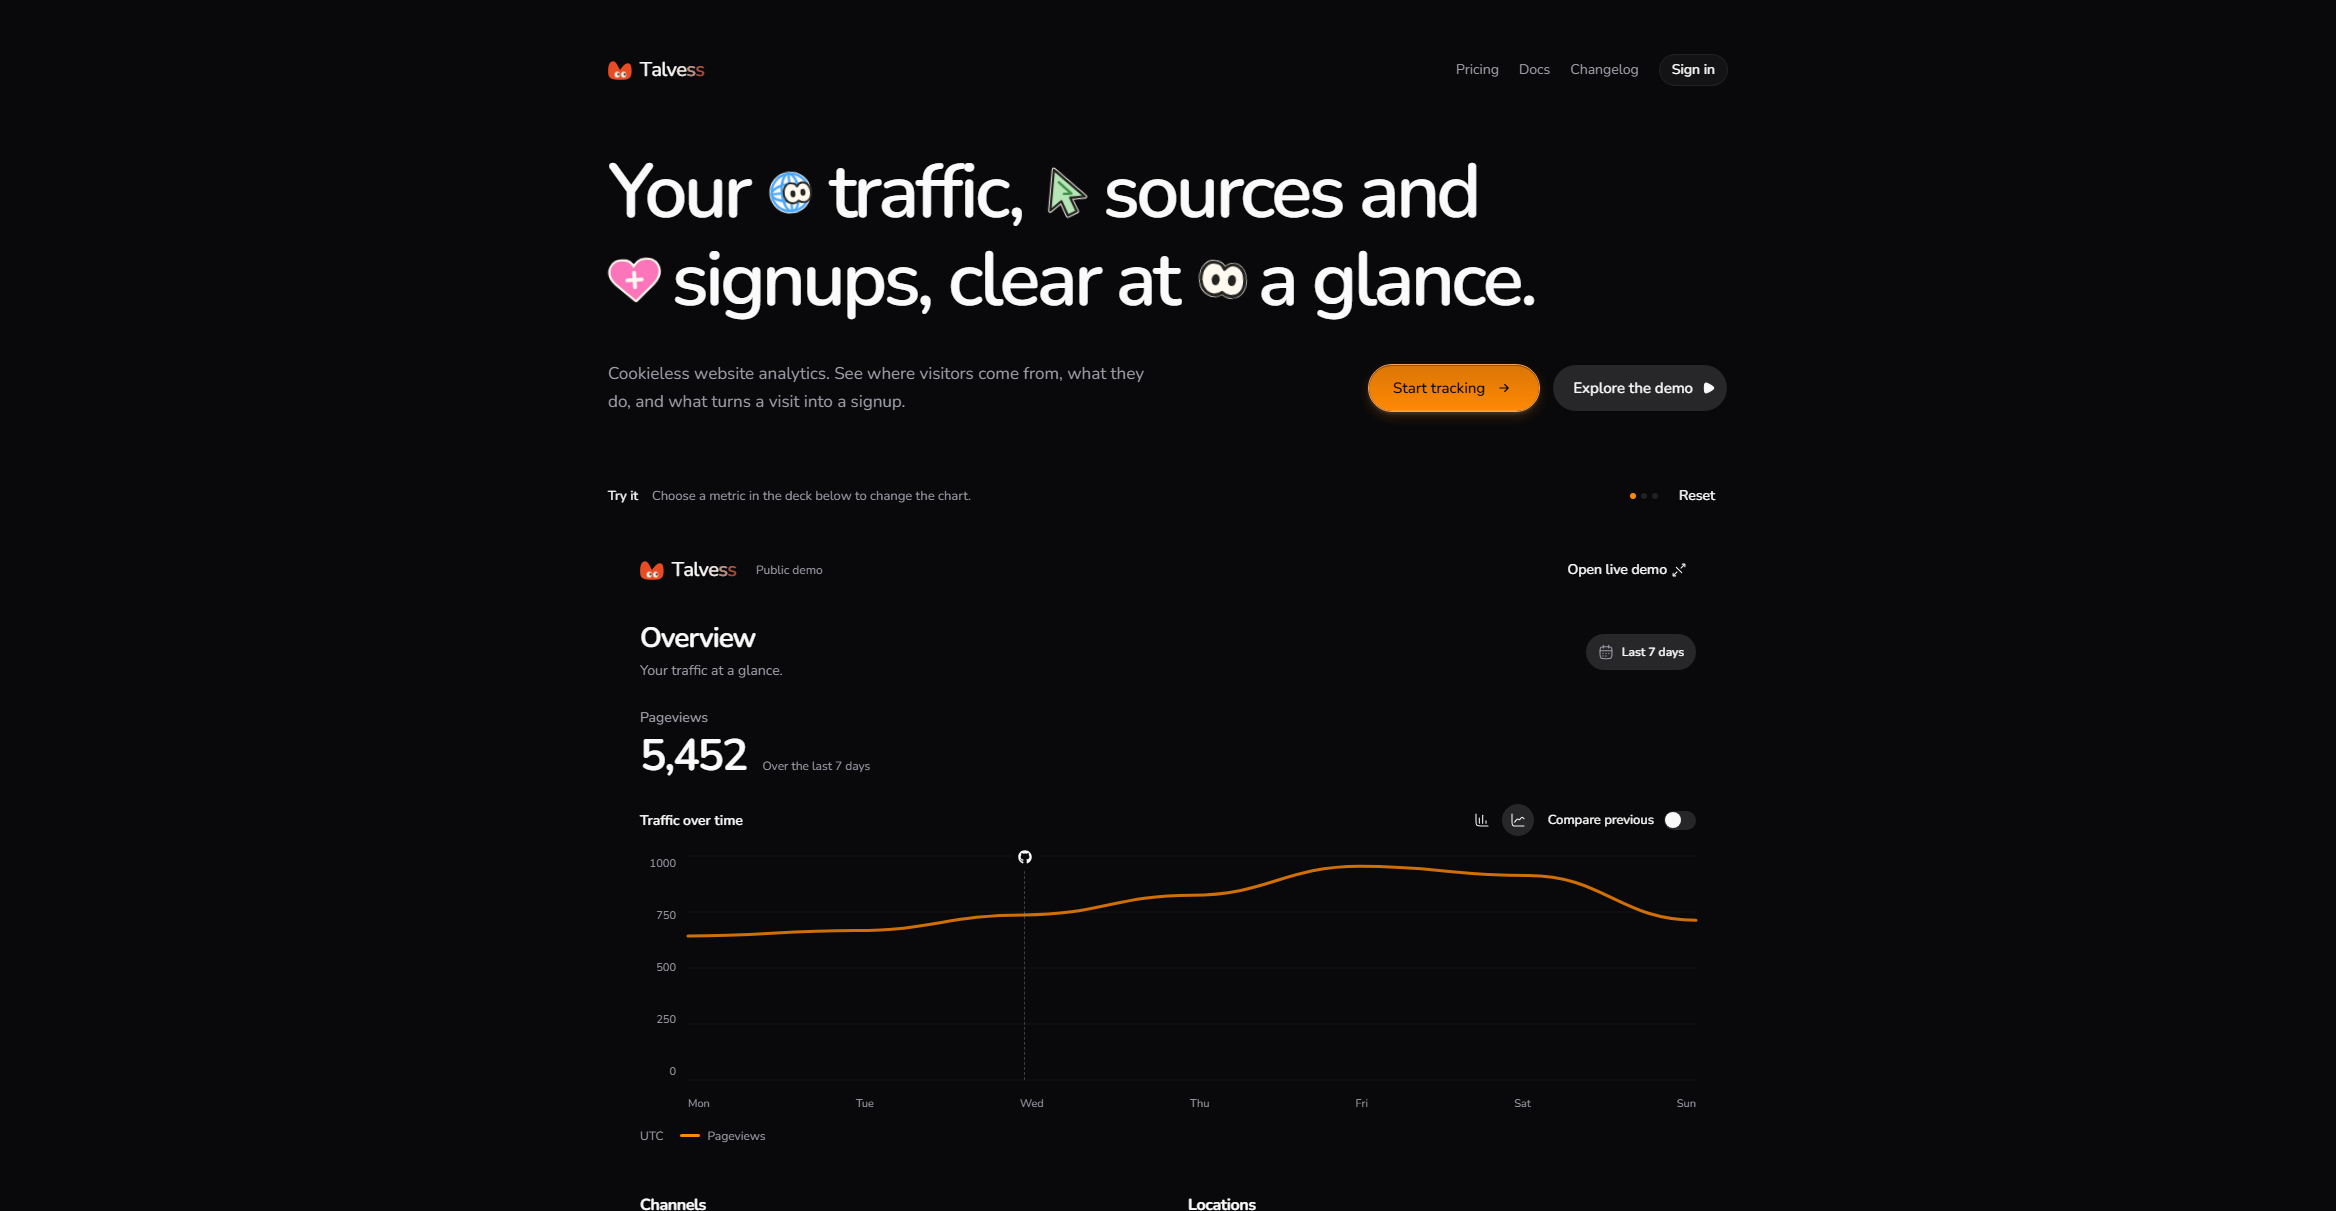 Talvess
Pricing Docs Changelog Sign in
Your traffic, sources and
signups, clear at a glance.
Cookieless website analytics. See where visitors come from, what they
do, and what turns a visit into a signup.
Start tracking
Explore the demo
Try it Choose a metric in the deck below to change the chart.
Reset
Talvess Public demo
Open live demo
Overview
Your traffic at a glance.
Last 7 days
Pageviews
5,452 Over the last 7 days
Traffic over time
Compare previous
1000
750
500
250
0
Mon Tue Wed Thu Fri Sat Sun
UTC Pageviews
Channels
Locations